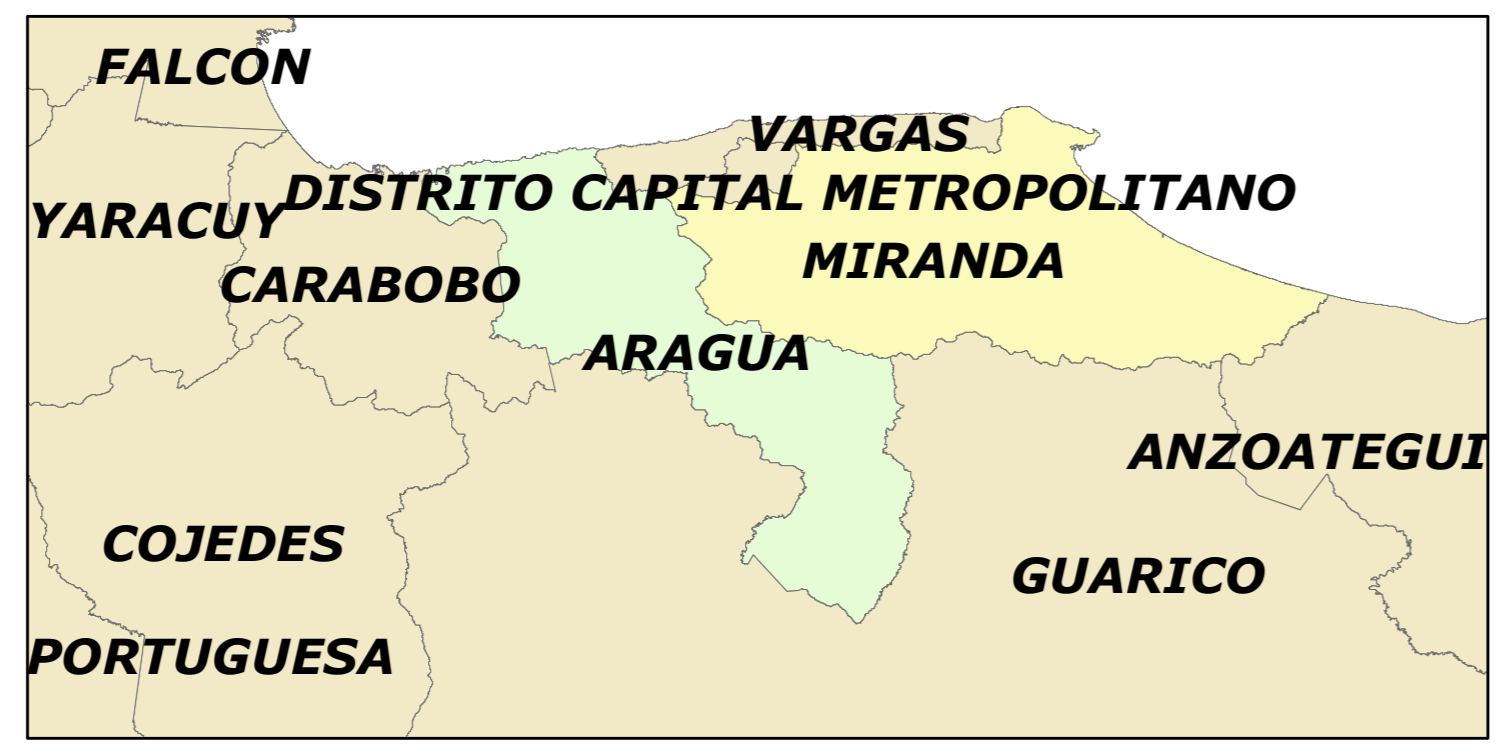 FALCON
VARGAS
DISTRITO CAPITAL METROPOLITANO
YARACUY
MIRANDA
CARABOBO
ARAGUA
ANZOATEGUI
COJEDES
GUARICO
PORTUGUESA